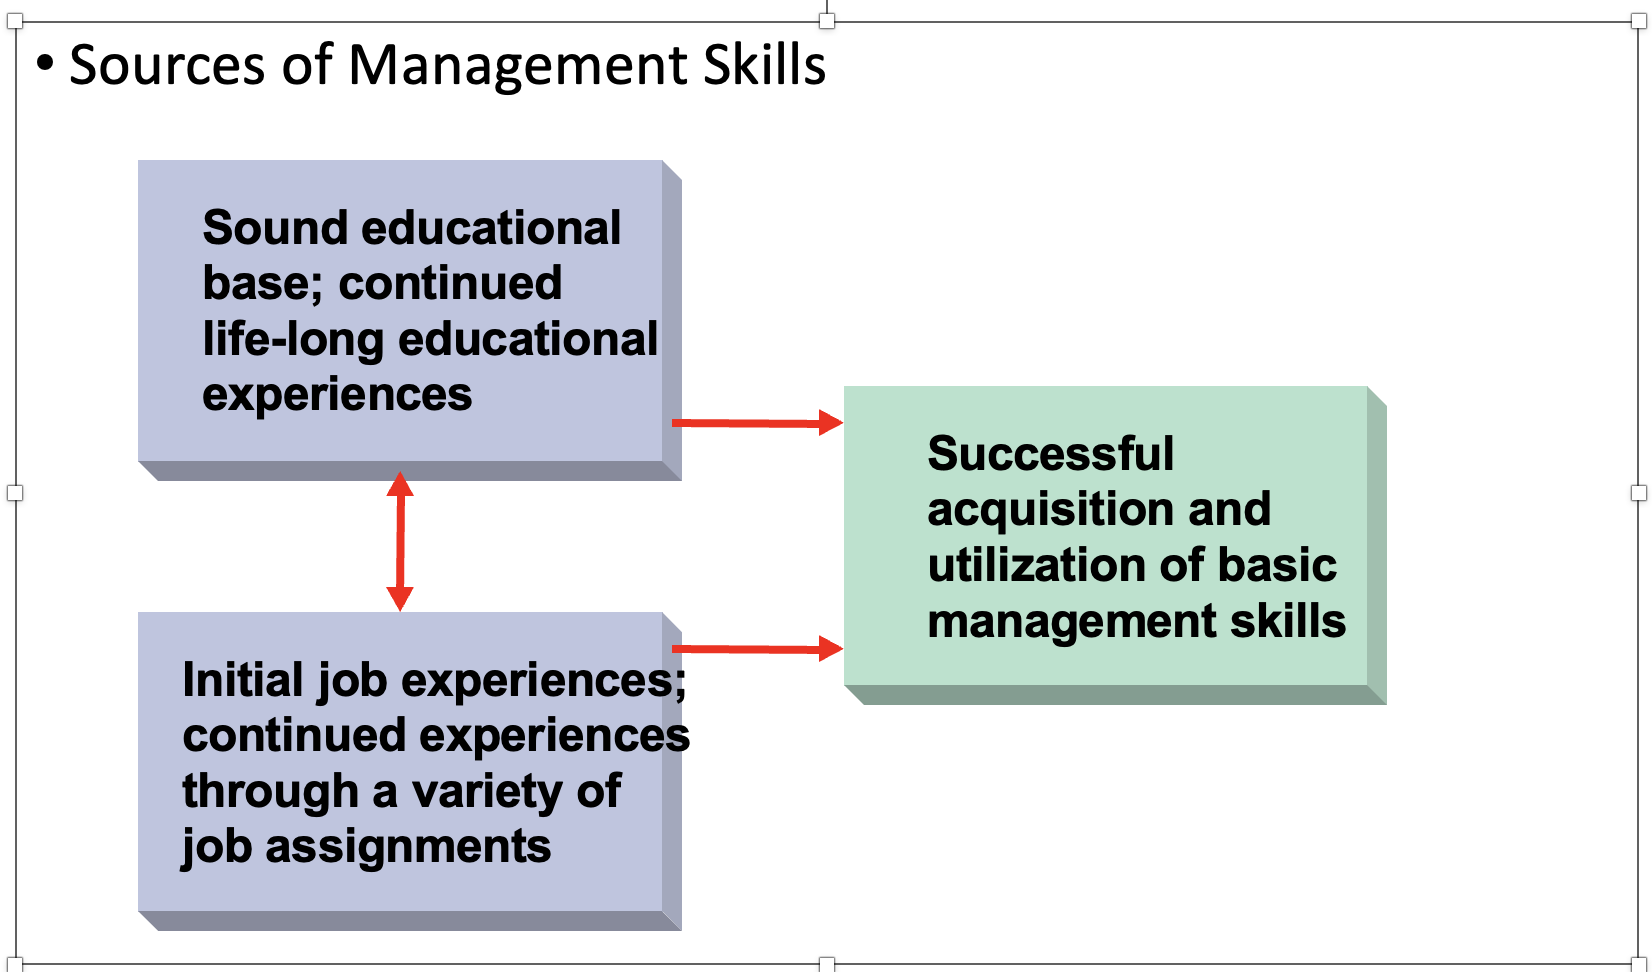 • Sources of Management Skills
Sound educational
base; continued
life-long educational
experiences
Successful
acquisition and
utilization of basic
management skills
Initial job experiences;
continued experiences
through a variety of
job assignments